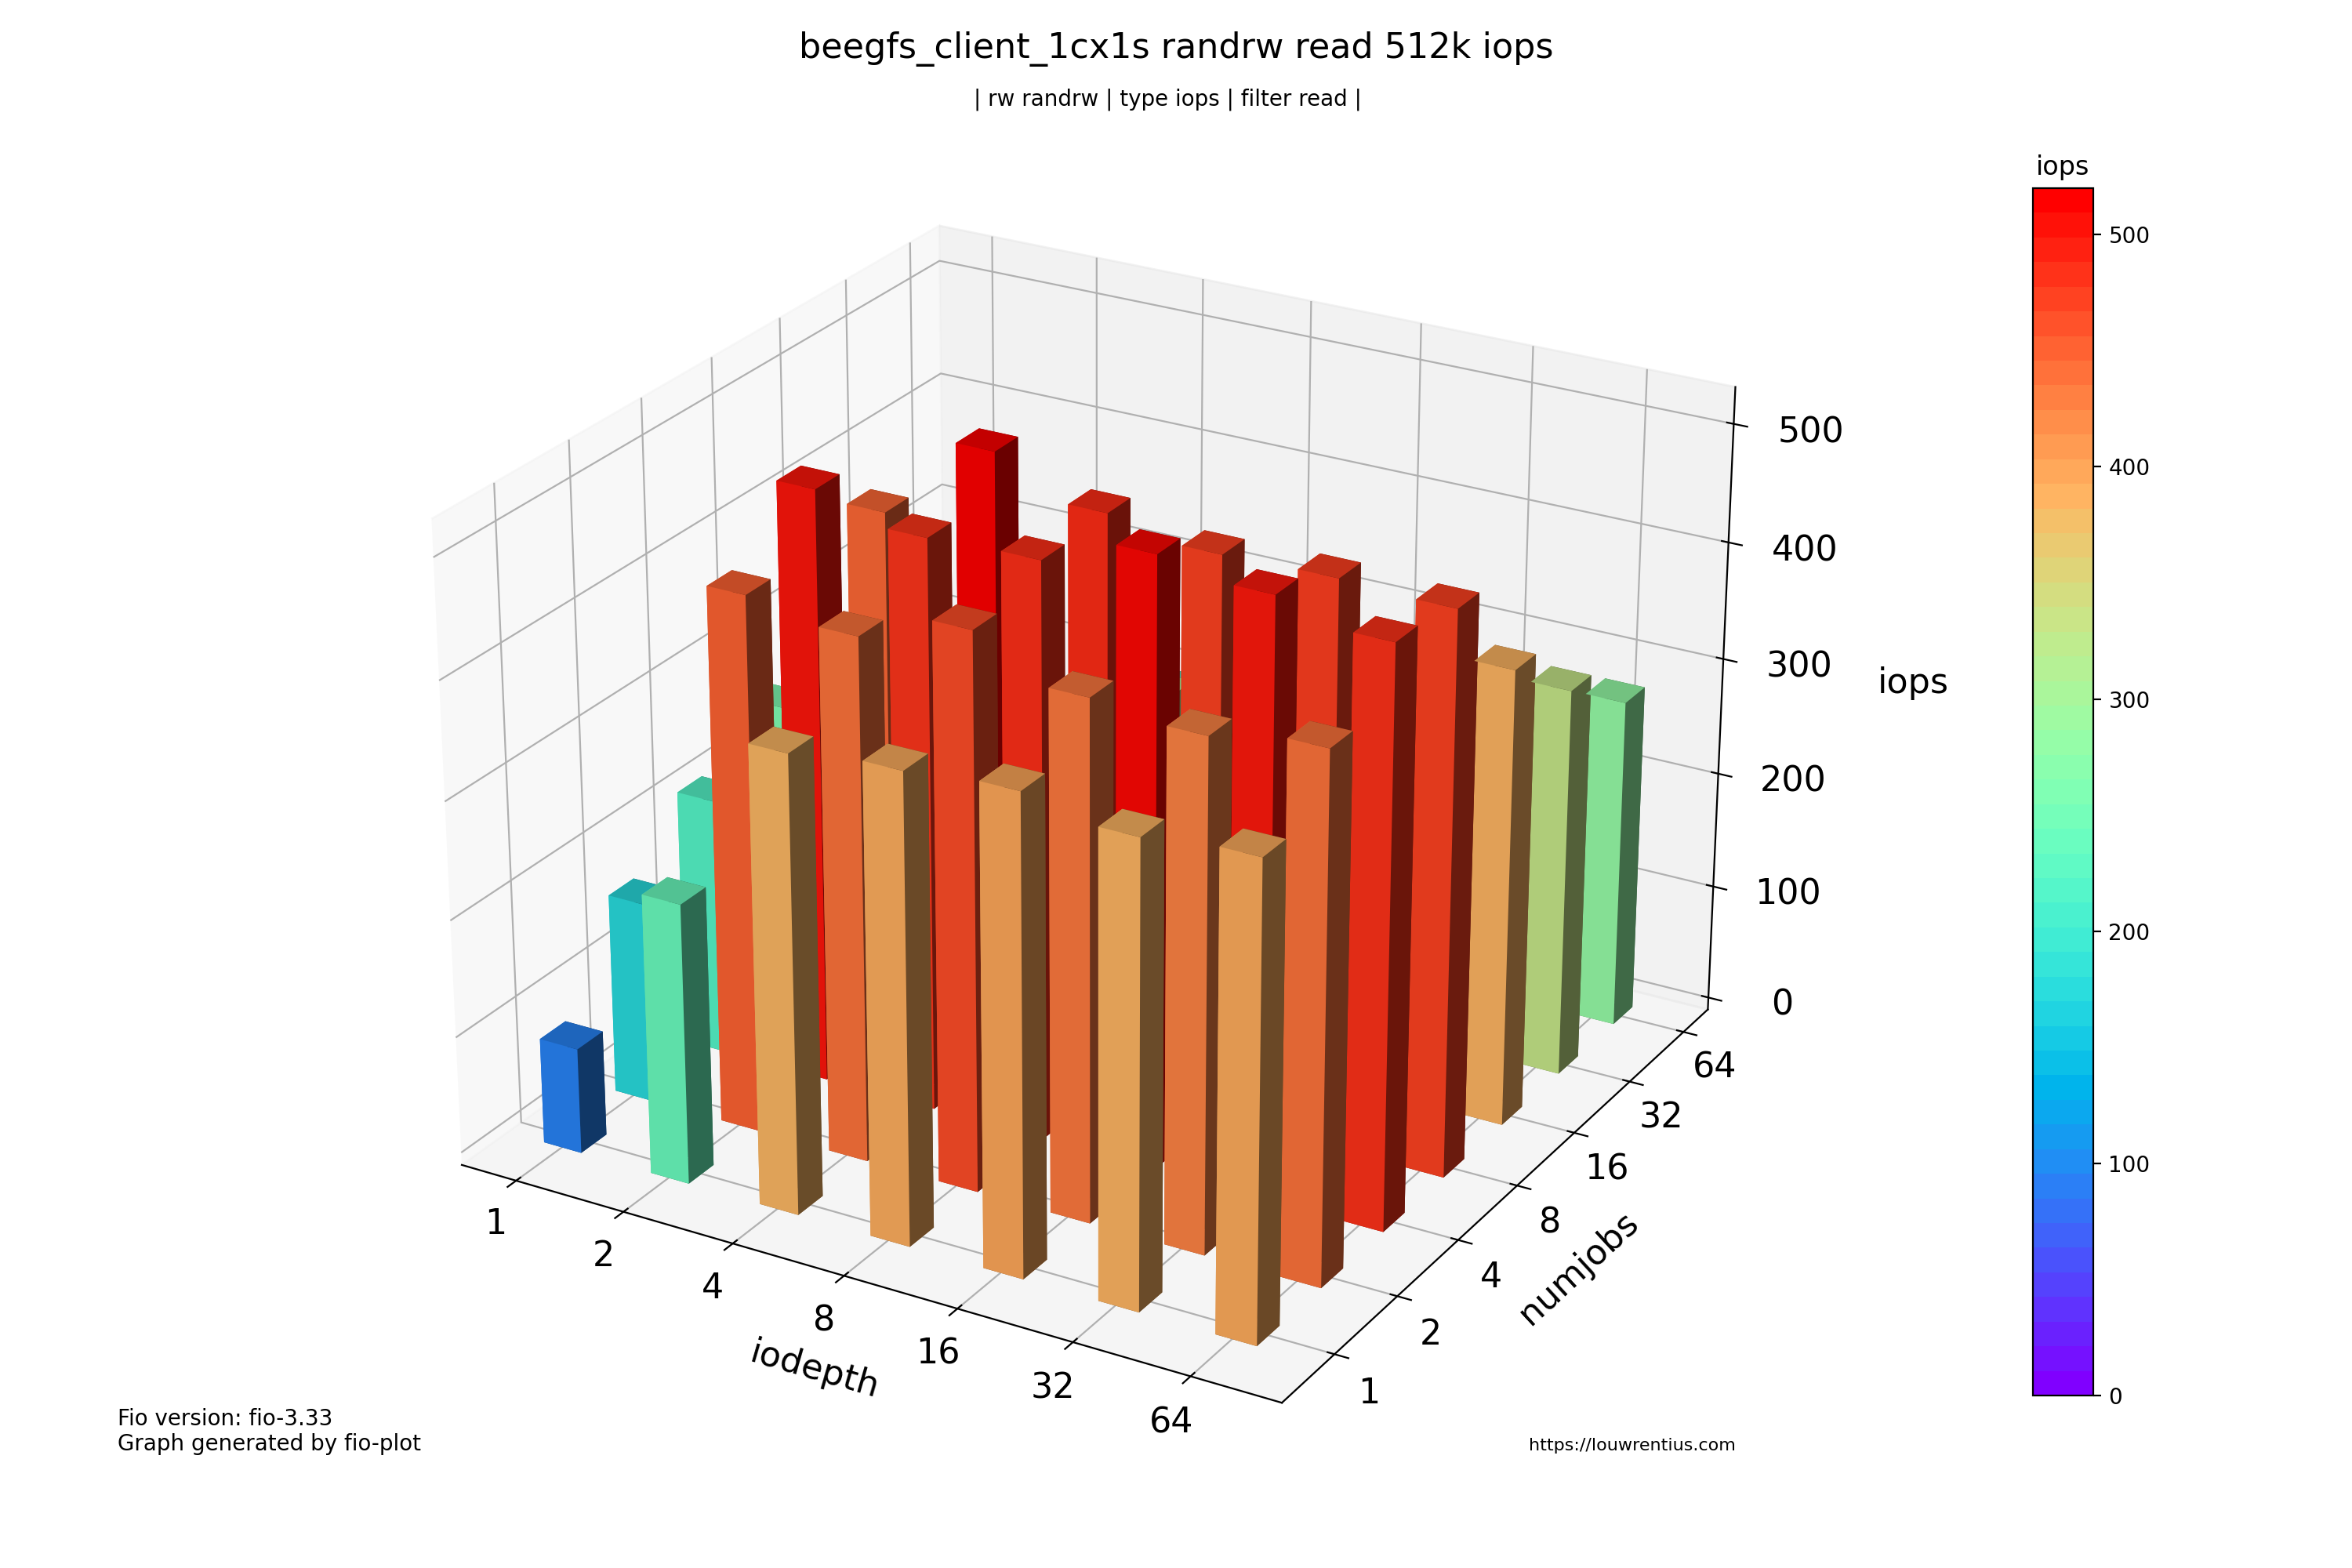 beegfs_client_1cx1s randrw read 512k iops
| rw randrw | type iops | filter read |
iops
500
400
300
200
100
0
500
400
300
200
100
0
iops
64
32
16
8
4
2
1
numjobs
1
2
4
8
16
32
64
iodepth
Fio version: fio-3.33
Graph generated by fio-plot
https://louwrentius.com